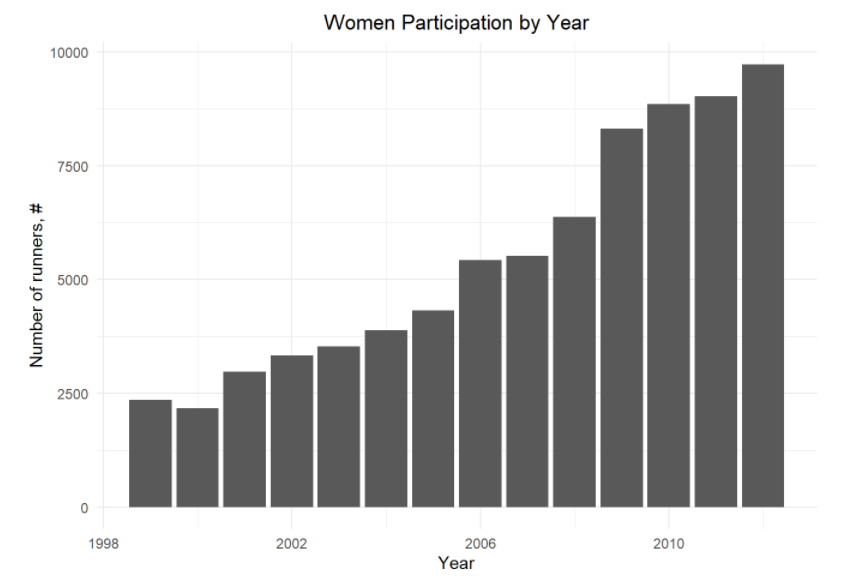 Women Participation by Year
Number of runners, #
10000
7500
5000
2500
0
1998 2002 2006 2010
Year